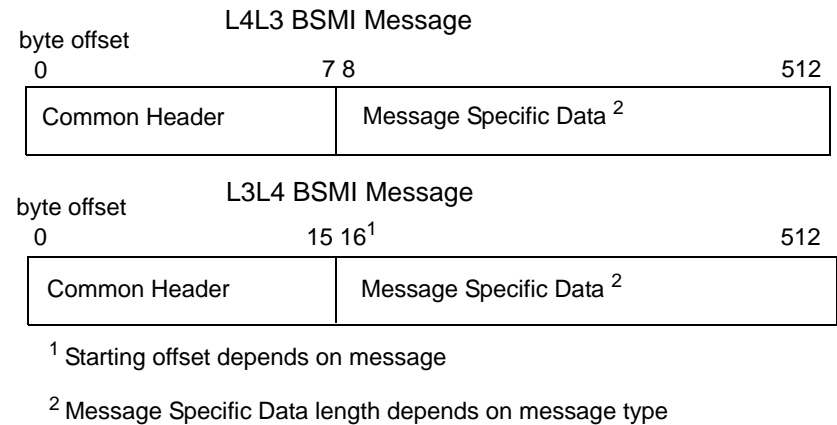 L4L3 BSMI Message
byte offset
0 7 8 512
Common Header Message Specific Data 2
L3L4 BSMI Message
byte offset
0 15 161 512
Common Header Message Specific Data 2
1 Starting offset depends on message
2 Message Specific Data length depends on message type